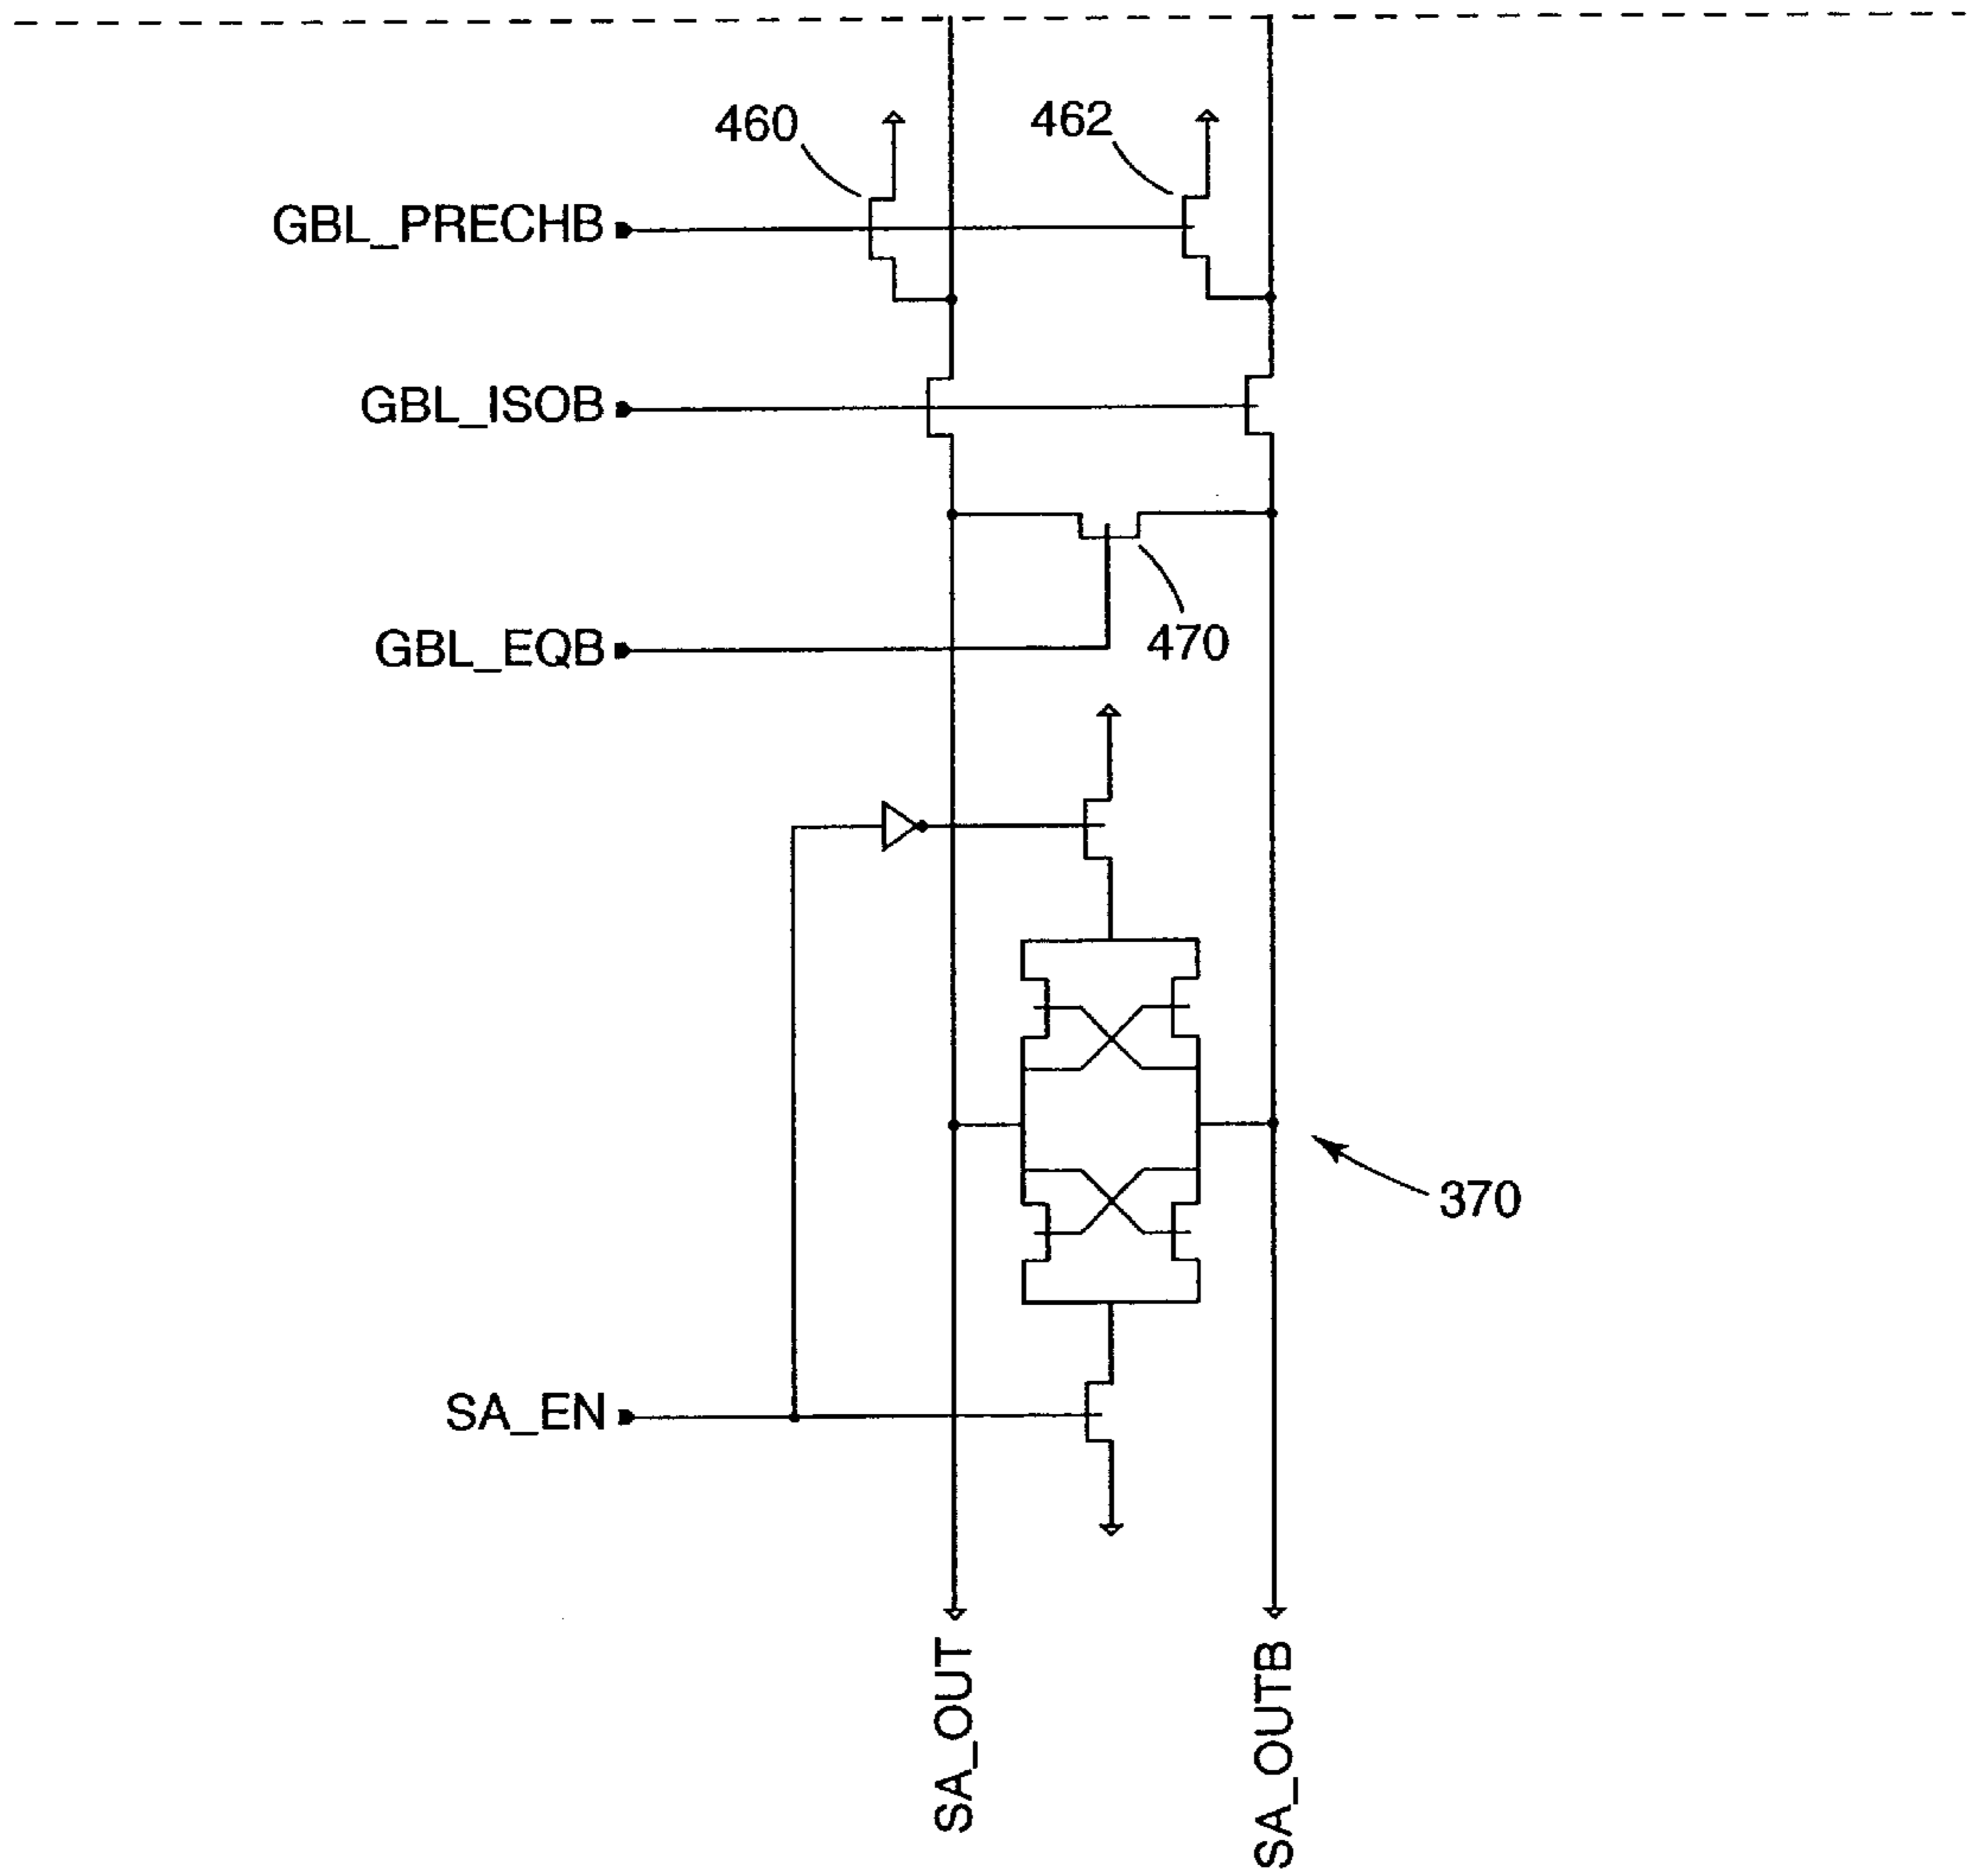 460
462
GBL_PRECHB
GBL_ISOB
GBL_EQB
470
370
SA_EN
SA_OUT
SA_OUTB